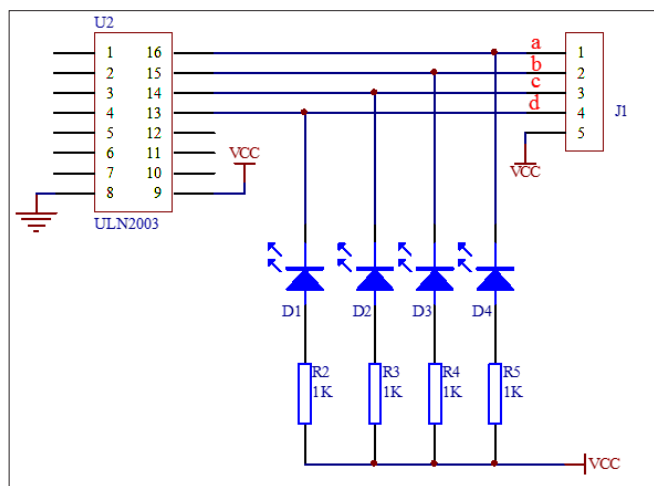 U2
1 16 a 1
2 15 b 2
3 14 c 3
4 13 d 4
5 12 5
6 11
7 10
8 9
VCC
VCC
J1
ULN2003
D1 D2 D3 D4
R2 R3 R4 R5
1K 1K 1K 1K
VCC